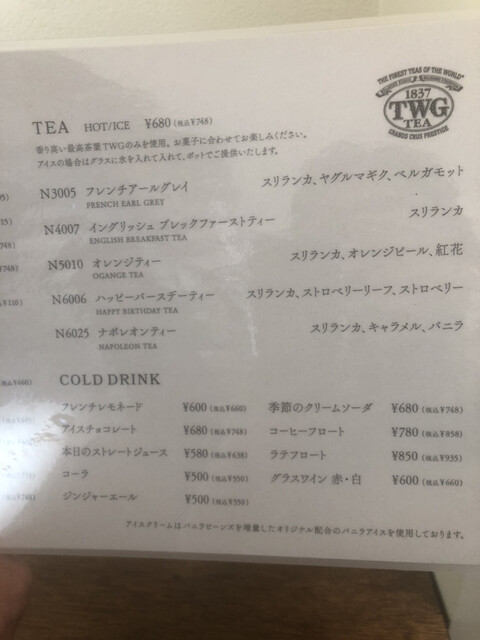 THE FINEST TEAS OF THE WORLD
1837
TWG
TEA
GRANDS CRUS PRESTIGE
TEA HOT/ICE ¥680(税込¥748)
香り高い最高茶葉TWGのみを使用。お菓子に合わせてお楽しみください。
アイスの場合はグラスに氷を入れて入れて、ポットでご提供いたします。
N3005 フレンチアールグレイ スリランカ、ヤグルマギク、ベルガモット
FRENCH EARL GREY
N4007 イングリッシュ ブレックファーストティー スリランカ
ENGLISH BREAKFAST TEA
N5010 オレンジティー スリランカ、オレンジピール、紅花
OGANGE TEA
N6006 ハッピーバースデーティー スリランカ、ストロベリーリーフ、ストロベリー
HAPPY BIRTHDAY TEA
N6025 ナポレオンティー スリランカ、キャラメル、バニラ
NAPOLEON TEA
COLD DRINK
フレンチレモネード ¥600(税込¥660) 季節のクリームソーダ ¥680(税込¥748)
アイスチョコレート ¥680(税込¥748) コーヒーフロート ¥780(税込¥858)
本日のストレートジュース ¥580(税込¥638) ラテフロート ¥850(税込¥935)
コーラ ¥500(税込¥550) グラスワイン 赤・白 ¥600(税込¥660)
ジンジャーエール ¥500(税込¥550)
アイスクリームはバニラビーンズを増量したオリジナル配合のバニラアイスを使用しております。